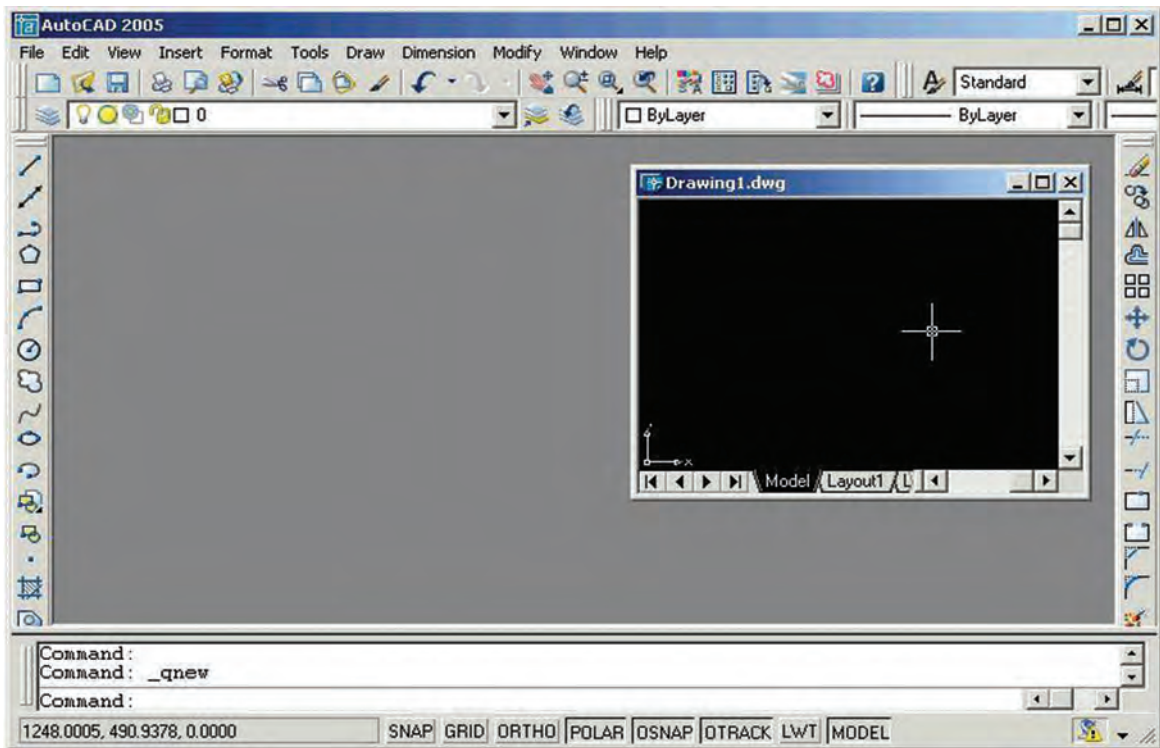 AutoCAD 2005
File Edit View Insert Format Tools Draw Dimension Modify Window Help
Standard
0 ByLayer ByLayer
Drawing1.dwg
Y
X
Model Layout1 L
Command:
Command: _qnew
Command:
1248.0005, 490.9378, 0.0000 SNAP GRID ORTHO POLAR OSNAP OTRACK LWT MODEL